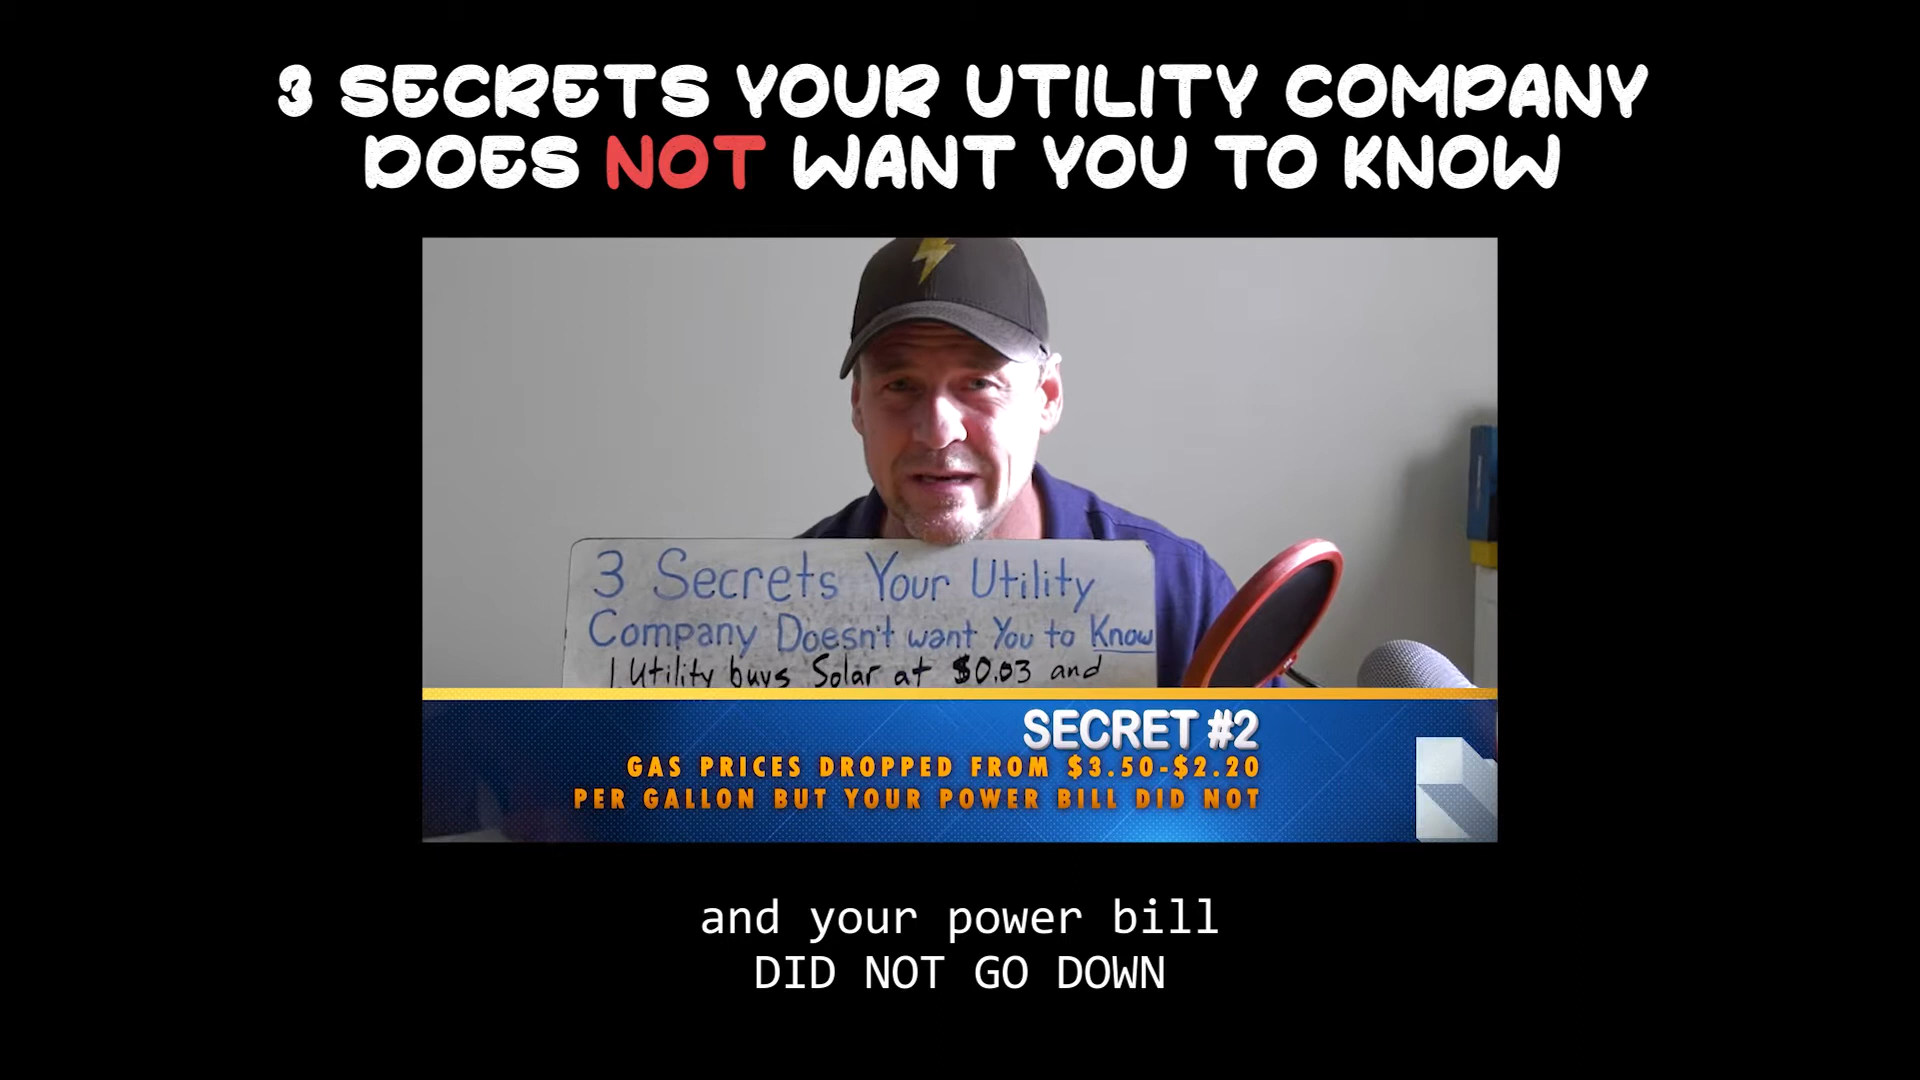 3 SECRETS YOUR UTILITY COMPANY
DOES NOT WANT YOU TO KNOW
3 Secrets Your Utility
Company Doesn't want You to Know
1. Utility buys Solar at $0.03 and
SECRET #2
GAS PRICES DROPPED FROM $3.50-$2.20
PER GALLON BUT YOUR POWER BILL DID NOT
and your power bill
DID NOT GO DOWN